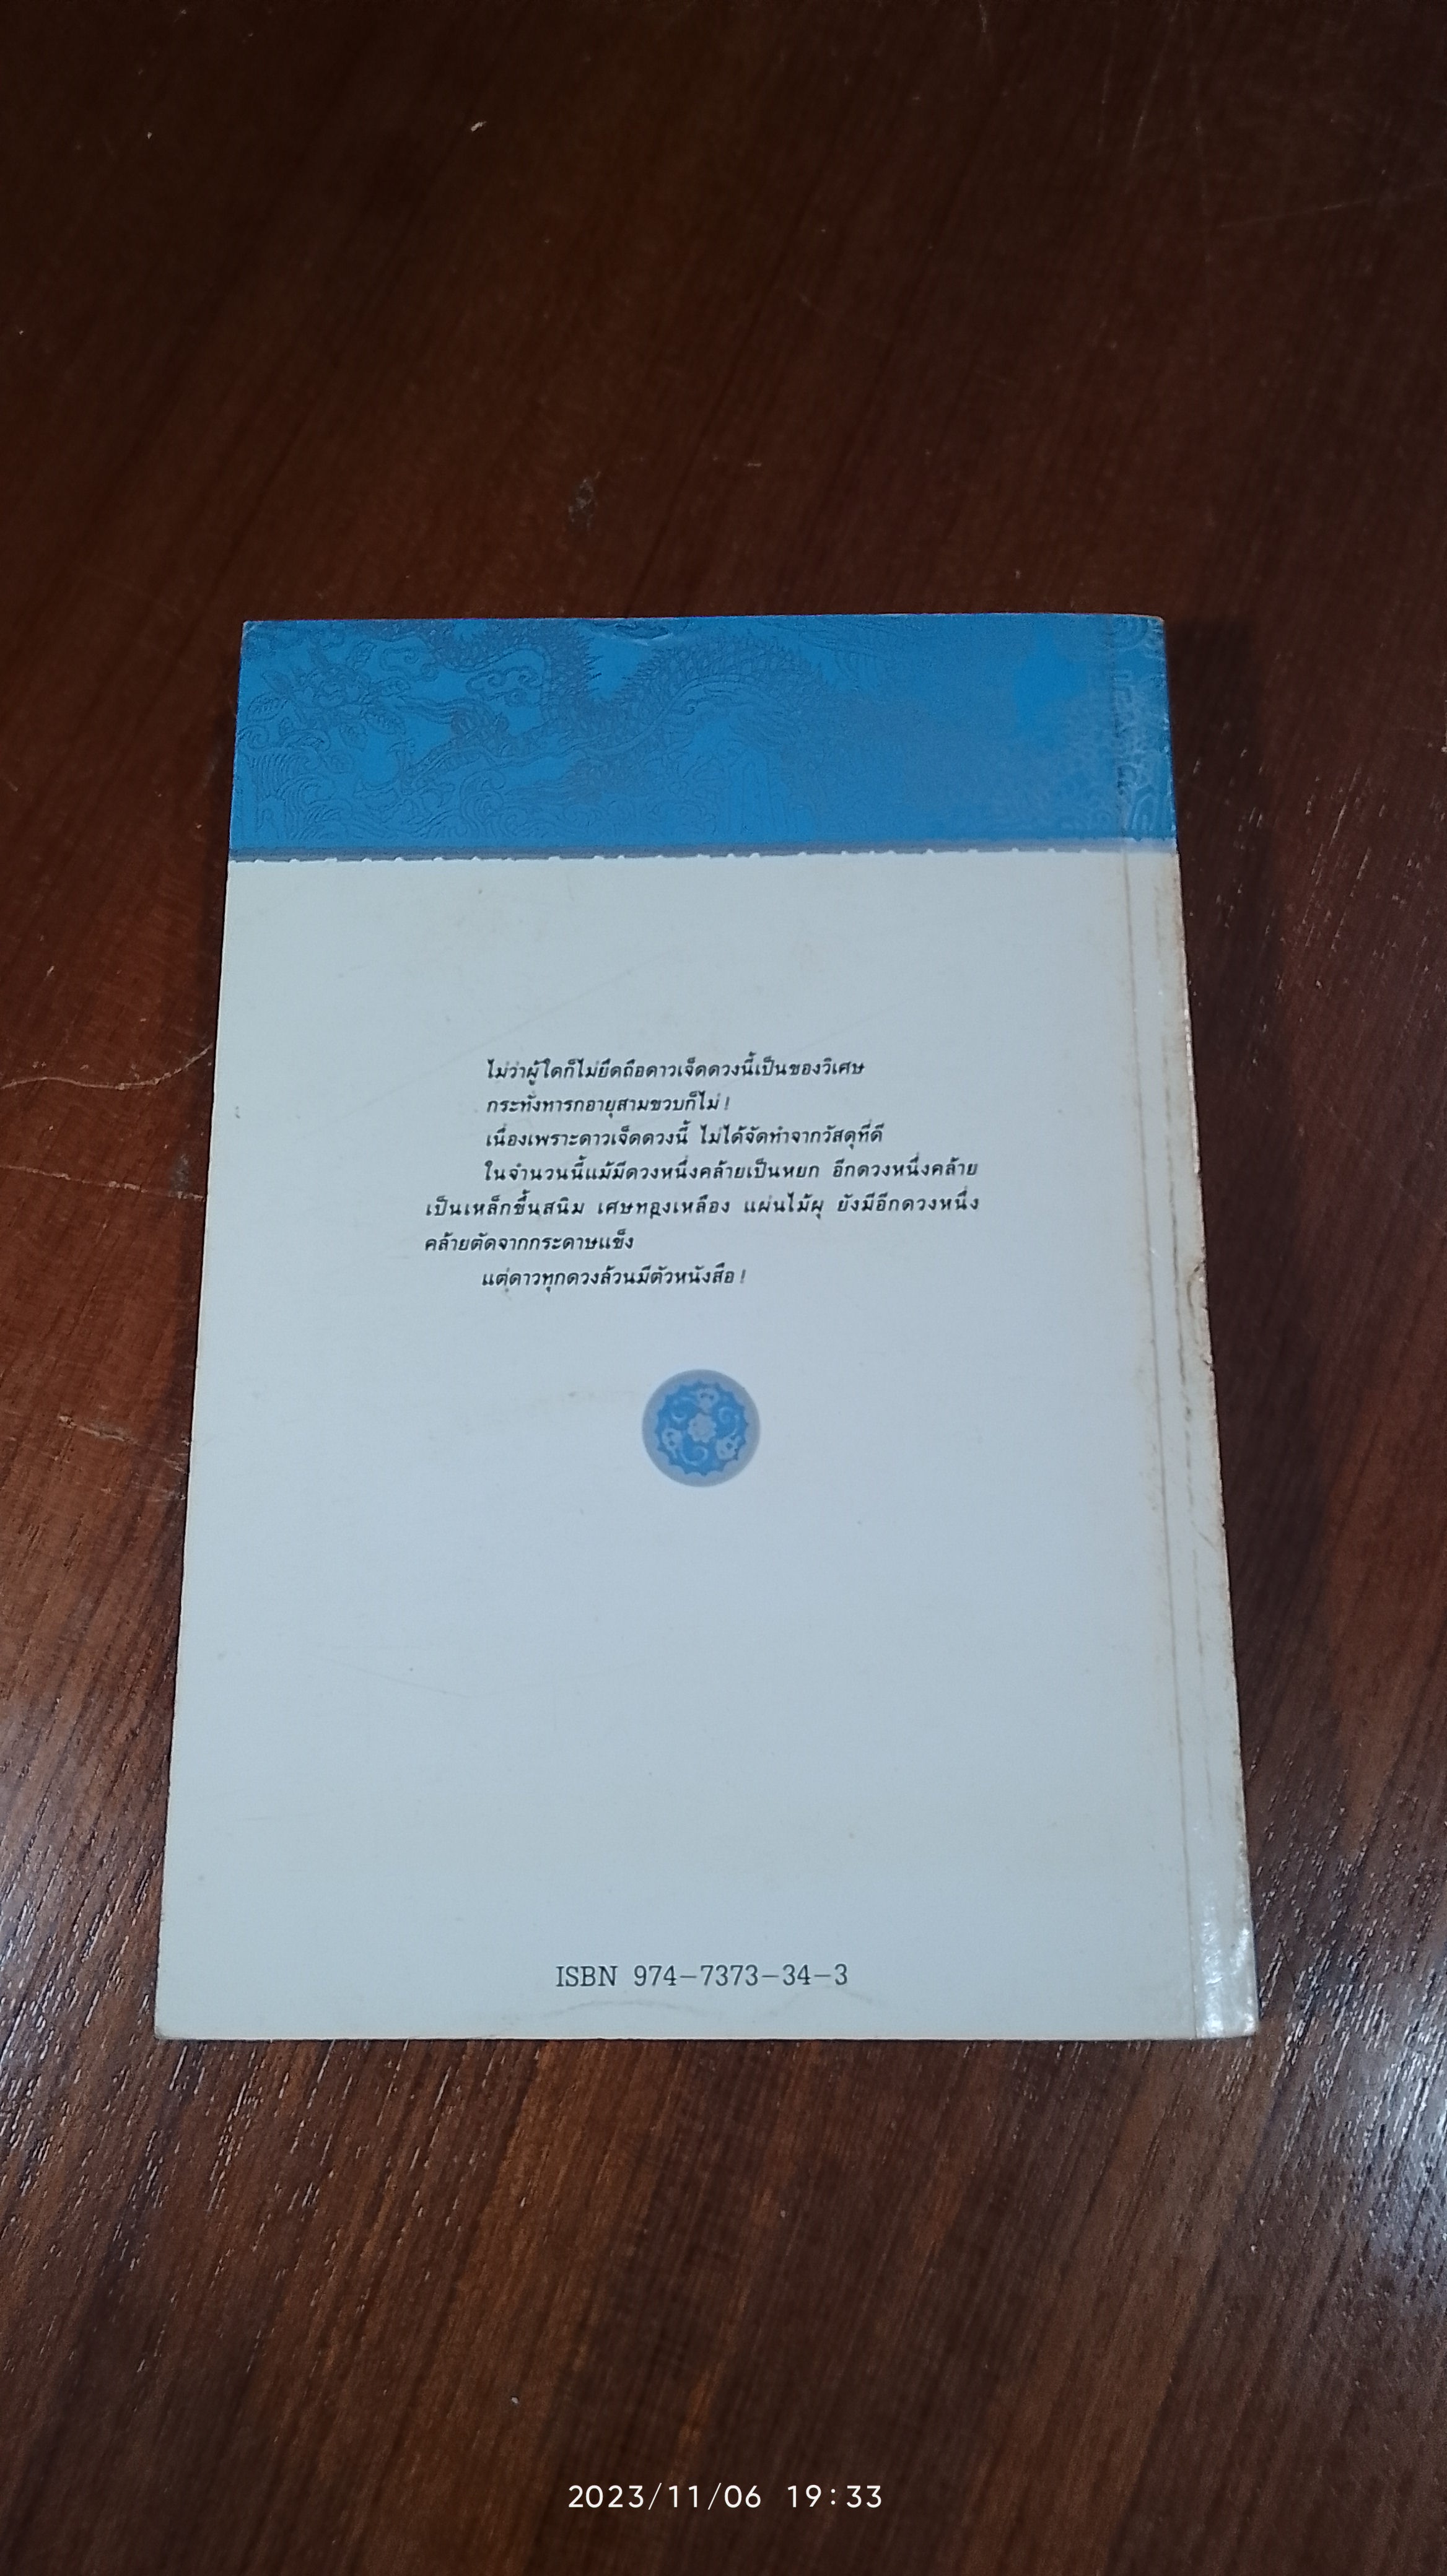 ไม่ว่าผู้ใดก็ไม่ยึดถือดาวเจ็ดดวงนี้เป็นของวิเศษ
กระทั่งทารกอายุสามขวบก็ไม่ !
เนื่องเพราะดาวเจ็ดดวงนี้ ไม่ได้จัดทำจากวัสดุที่ดี
ในจำนวนนี้แม้มีดวงหนึ่งคล้ายเป็นหยก อีกดวงหนึ่งคล้าย
เป็นเหล็กขึ้นสนิม เศษทองเหลือง แผ่นไม้ผุ ยังมีอีกดวงหนึ่ง
คล้ายตัดจากกระดาษแข็ง
แต่ดาวทุกดวงล้วนมีตัวหนังสือ !
ISBN 974-7373-34-3
2023/11/06 19:33